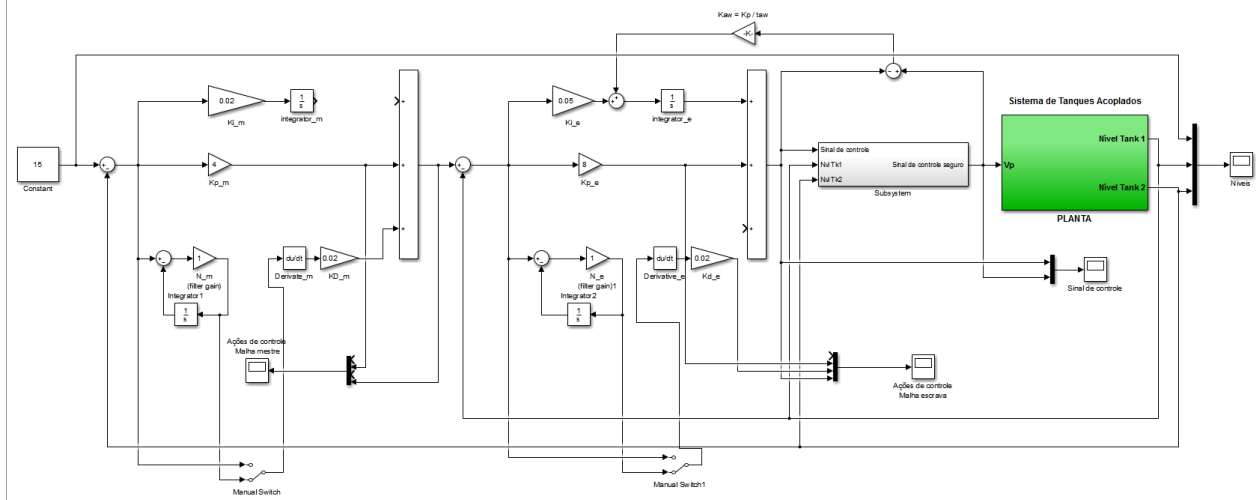 Kaw = Kp / taw
-K-
0.02
Ki_m
1
s
integrator_m
0.05
Ki_e
1
s
integrator_e
15
Constant
4
Kp_m
8
Kp_e
Sinal de controle
NvlTk1
NvlTk2
Sinal de controle seguro
Subsystem
Sistema de Tanques Acoplados
Vp
Nível Tank 1
Nível Tank 2
PLANTA
Níveis
1
N_m
(filter gain)
Integrator1
1
s
du/dt
Derivate_m
0.02
KD_m
1
N_e
(filter gain)1
Integrator2
1
s
du/dt
Derivative_e
0.02
Kd_e
Sinal de controle
Ações de controle
Malha mestre
Ações de controle
Malha escrava
Manual Switch
Manual Switch1